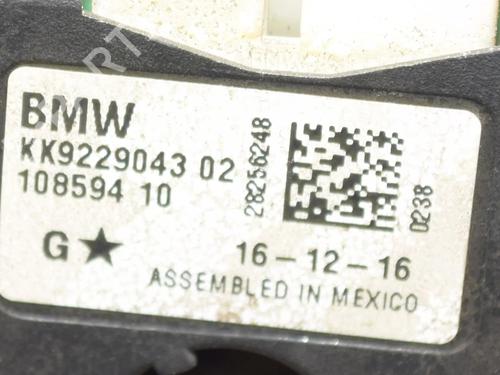 BMW
KK9229043 02
108594 10
28256248
0238
G★
16-12-16
ASSEMBLED IN MEXICO